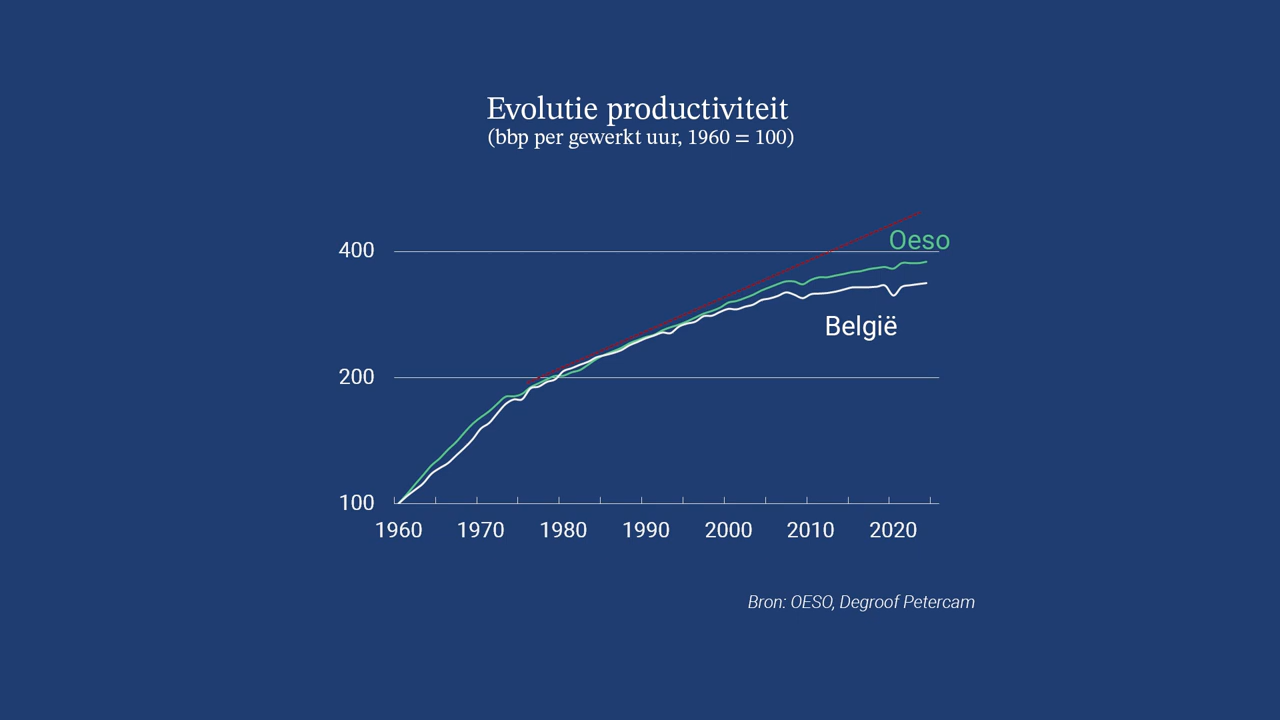 Evolutie productiviteit
(bbp per gewerkt uur, 1960 = 100)
Oeso
400
België
200
100
1960 1970 1980 1990 2000 2010 2020
Bron: OESO, Degroof Petercam